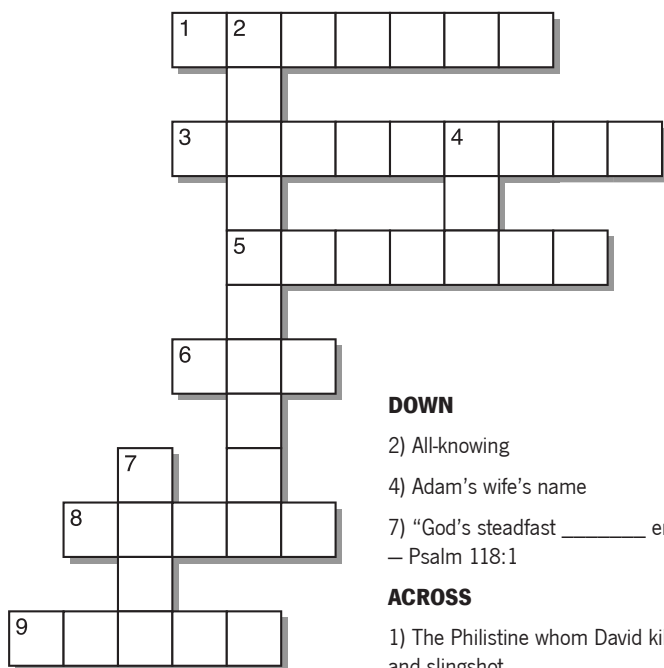 1 2
3 4
5
6
7
8
9
DOWN
2) All-knowing
4) Adam’s wife’s name
7) “God’s steadfast _______
— Psalm 118:1
ACROSS
1) The Philistine whom David
and slingshot